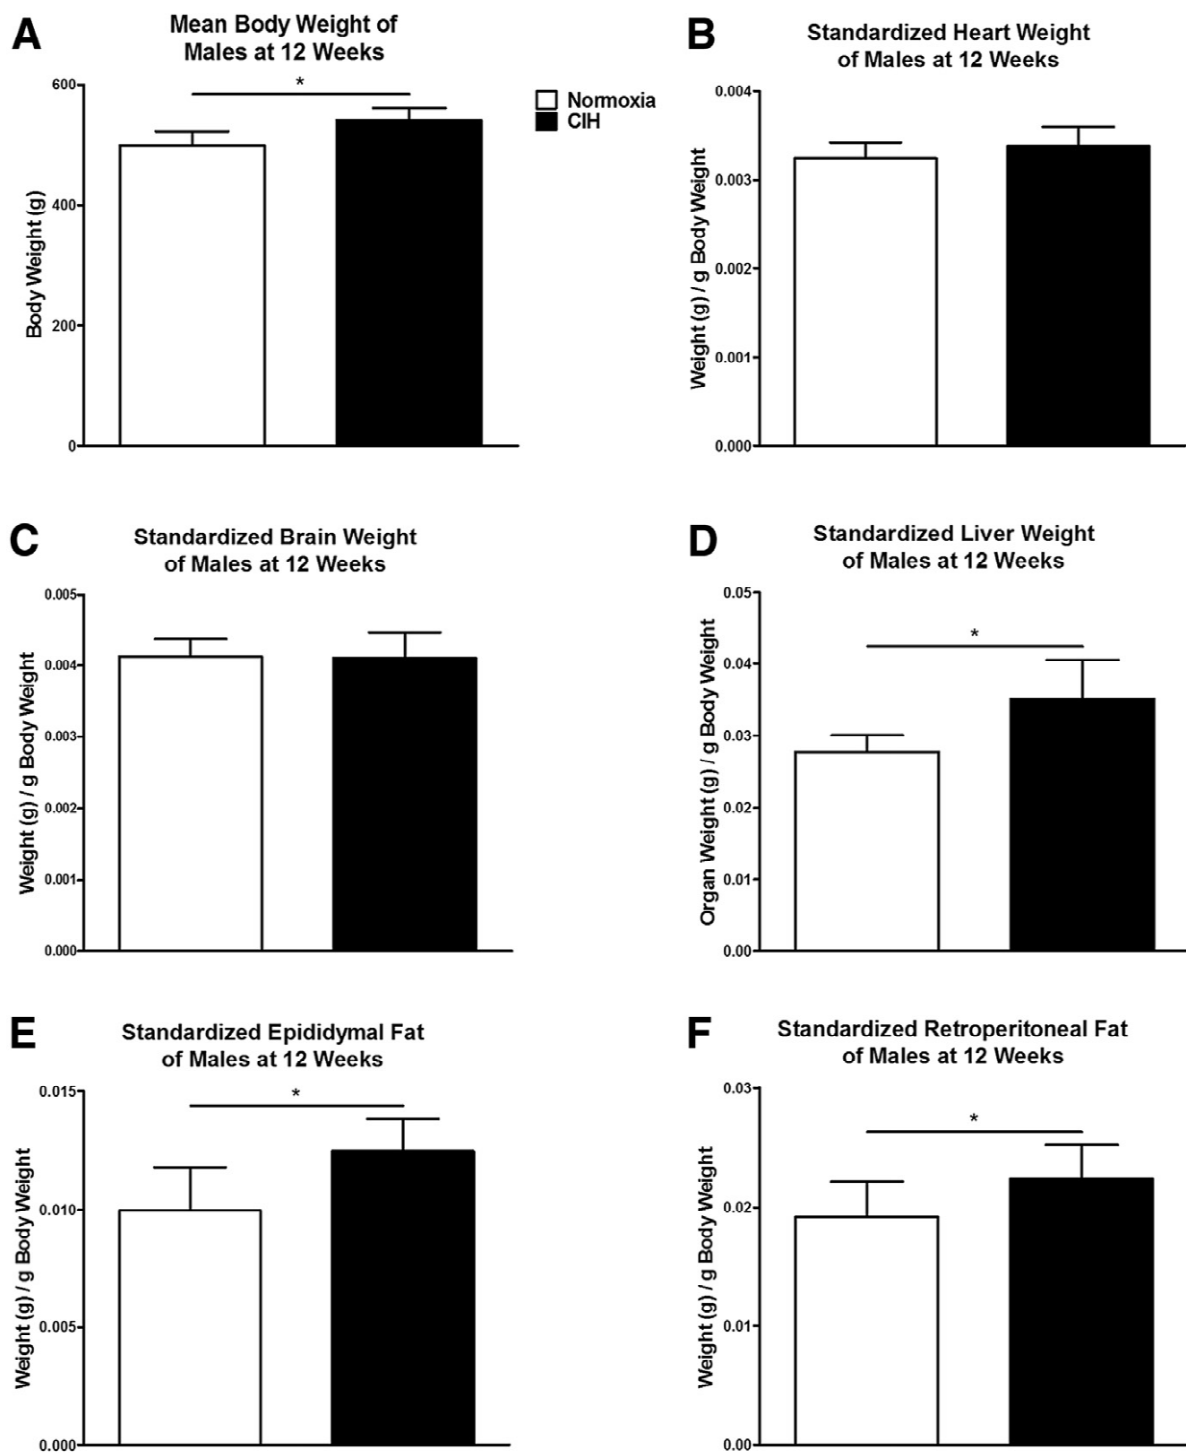 A
Mean Body Weight of
Males at 12 Weeks
Body Weight (g)
600
400
200
0
*
Normoxia
CIH
B
Standardized Heart Weight
of Males at 12 Weeks
Weight (g) / g Body Weight
0.004
0.003
0.002
0.001
0.000
C
Standardized Brain Weight
of Males at 12 Weeks
Weight (g) / g Body Weight
0.005
0.004
0.003
0.002
0.001
0.000
D
Standardized Liver Weight
of Males at 12 Weeks
Organ Weight (g) / g Body Weight
0.05
0.04
0.03
0.02
0.01
0.00
*
E
Standardized Epididymal Fat
of Males at 12 Weeks
Weight (g) / g Body Weight
0.015
0.010
0.005
0.000
*
F
Standardized Retroperitoneal Fat
of Males at 12 Weeks
Weight (g) / g Body Weight
0.03
0.02
0.01
0.00
*